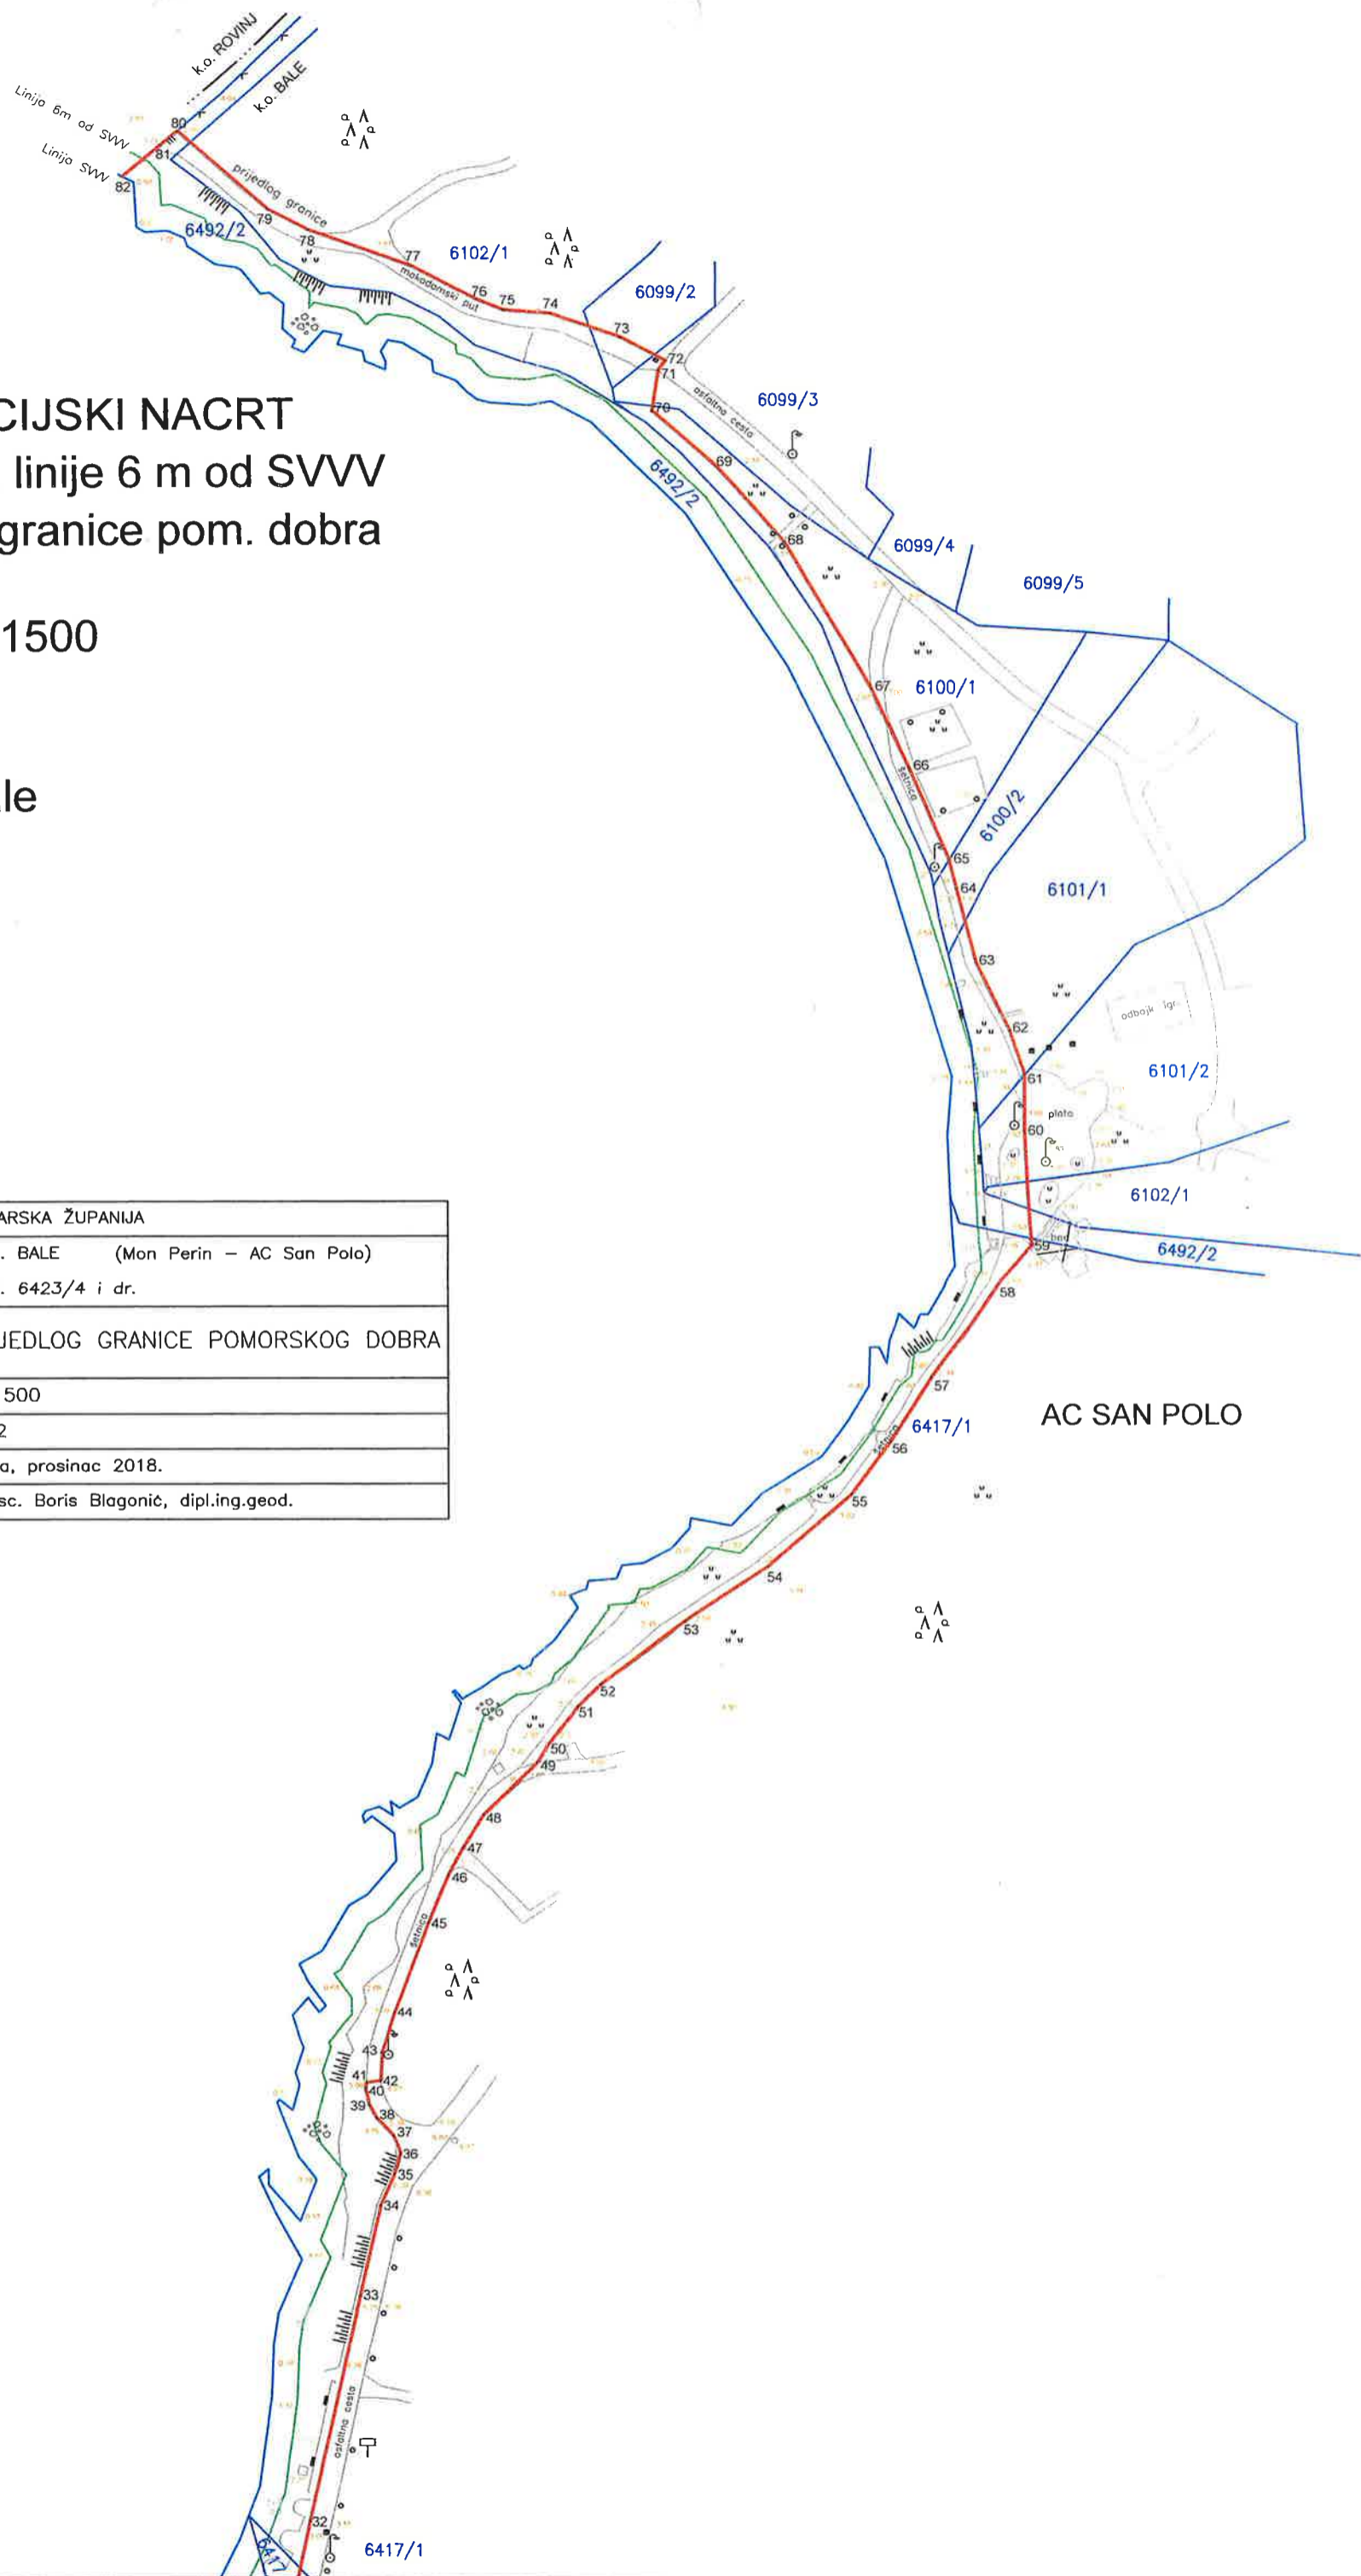 k.o. ROVINJ
k.o. BALE
Linija 6m od SVVV
Linija SVVV
80
81
82
prijedlog granice
79
6492/2
78
77
6102/1
makadamski put
76
75
74
6099/2
73
72
71
70
asfaltna cesta
6099/3
CIJSKI NACRT
linije 6 m od SVVV
granice pom. dobra
1500
le
69
6492/2
68
6099/4
6099/5
67
6100/1
66
šetnica
6100/2
65
64
6101/1
63
62
odbojk igr.
61
6101/2
plato
60
6102/1
59
6492/2
58
57
6417/1
AC SAN POLO
šetnica
56
55
54
53
52
51
50
49
48
47
46
45
šetnica
44
43
41
42
40
39
38
37
36
35
34
33
asfaltna cesta
32
6417
6417/1
ARSKA ŽUPANIJA
. BALE (Mon Perin – AC San Polo)
. 6423/4 i dr.
JEDLOG GRANICE POMORSKOG DOBRA
500
2
a, prosinac 2018.
sc. Boris Blagonić, dipl.ing.geod.